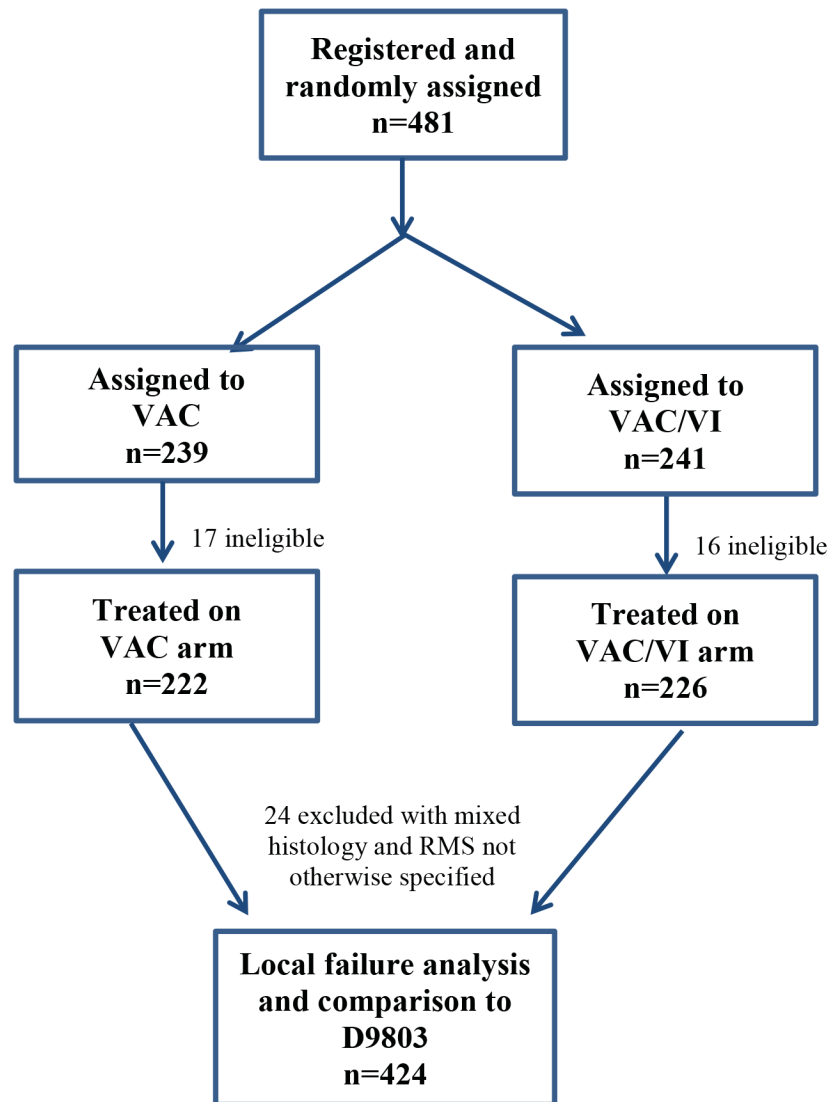 Registered and
randomly assigned
n=481
Assigned to
VAC
n=239
Assigned to
VAC/VI
n=241
17 ineligible
16 ineligible
Treated on
VAC arm
n=222
Treated on
VAC/VI arm
n=226
24 excluded with mixed
histology and RMS not
otherwise specified
Local failure analysis
and comparison to
D9803
n=424